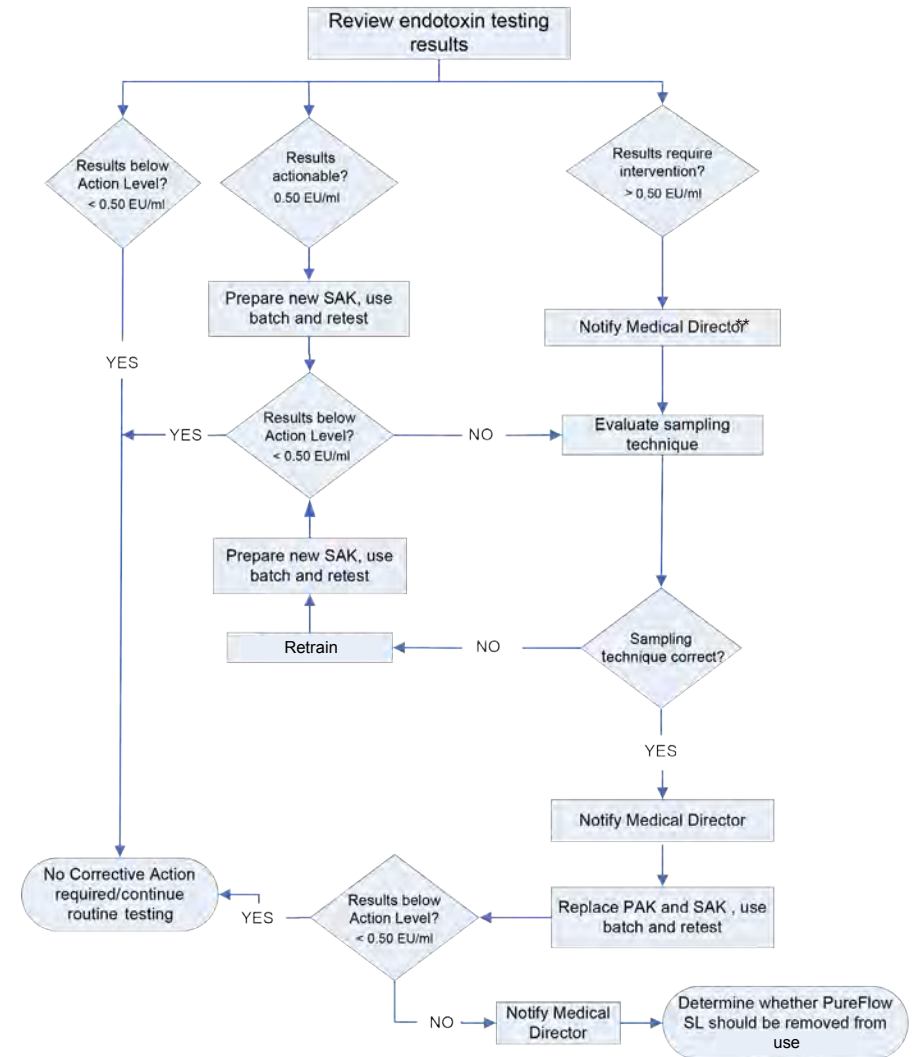 Review endotoxin testing
results
Results below
Action Level?
< 0.50 EU/ml
Results
actionable?
0.50 EU/ml
Results require
intervention?
> 0.50 EU/ml
Prepare new SAK, use
batch and retest
Notify Medical Director**
YES
Results below
Action Level?
< 0.50 EU/ml
YES
NO
Evaluate sampling
technique
Prepare new SAK, use
batch and retest
Retrain
NO
Sampling
technique correct?
YES
Notify Medical Director
No Corrective Action
required/continue
routine testing
YES
Results below
Action Level?
< 0.50 EU/ml
Replace PAK and SAK , use
batch and retest
NO
Notify Medical
Director
Determine whether PureFlow
SL should be removed from
use